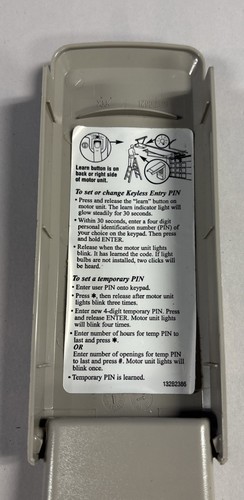 Learn button is on
back or right side
of motor unit.
To set or change Keyless Entry PIN
• Press and release the "learn" button on
motor unit. The learn indicator light will
glow steadily for 30 seconds.
• Within 30 seconds, enter a four digit
personal identification number (PIN) of
your choice on the keypad. Then press
and hold ENTER.
• Release when the motor unit lights
blink. It has learned the code. If light
bulbs are not installed, two clicks will
be heard.
To set a temporary PIN
• Enter user PIN onto keypad.
• Press *, then release after motor unit
lights blink three times.
• Enter new 4-digit temporary PIN. Press
and release ENTER. Motor unit lights
will blink four times.
• Enter number of hours for temp PIN to
last and press *.
OR
Enter number of openings for temp PIN
to last and press #. Motor unit lights will
blink once.
• Temporary PIN is learned.